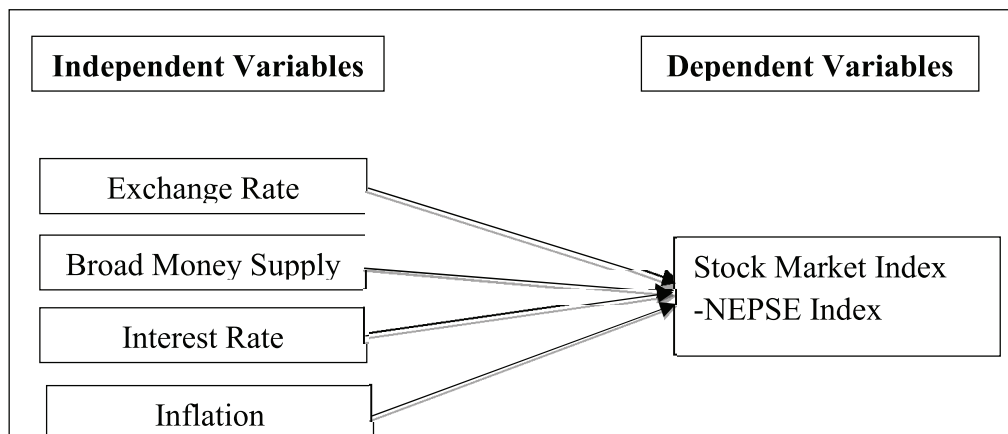 Independent Variables
Dependent Variables
Exchange Rate
Broad Money Supply
Interest Rate
Inflation
Stock Market Index
-NEPSE Index